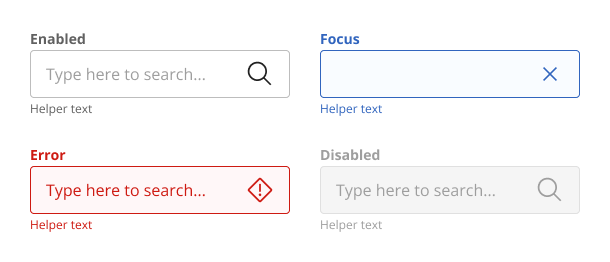 Enabled
Type here to search...
Helper text
Focus
Helper text
Error
Type here to search...
Helper text
Disabled
Type here to search...
Helper text